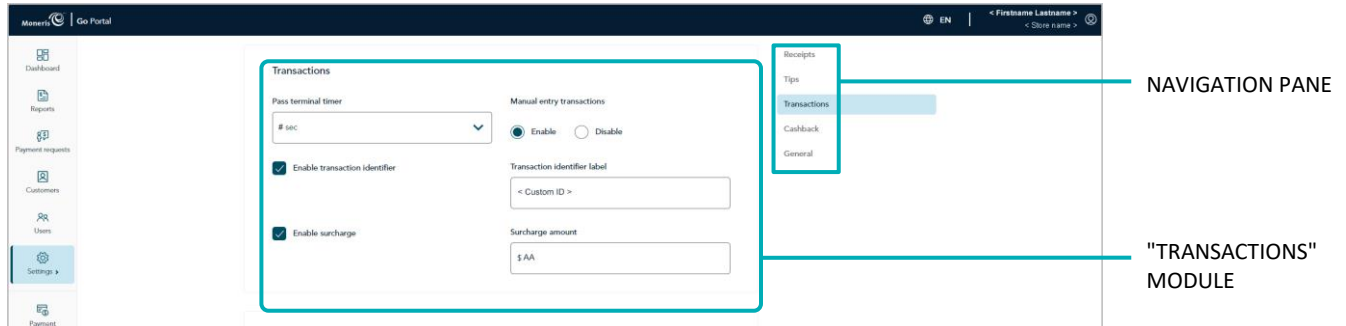 Moneris Go Portal
EN
< Firstname Lastname >
< Store name >
Dashboard
Reports
Payment requests
Customers
Users
Settings
Payment
Transactions
Pass terminal timer
# sec
Enable transaction identifier
Enable surcharge
Manual entry transactions
Enable Disable
Transaction identifier label
< Custom ID >
Surcharge amount
$ AA
Receipts
Tips
Transactions
Cashback
General
NAVIGATION PANE
"TRANSACTIONS"
MODULE